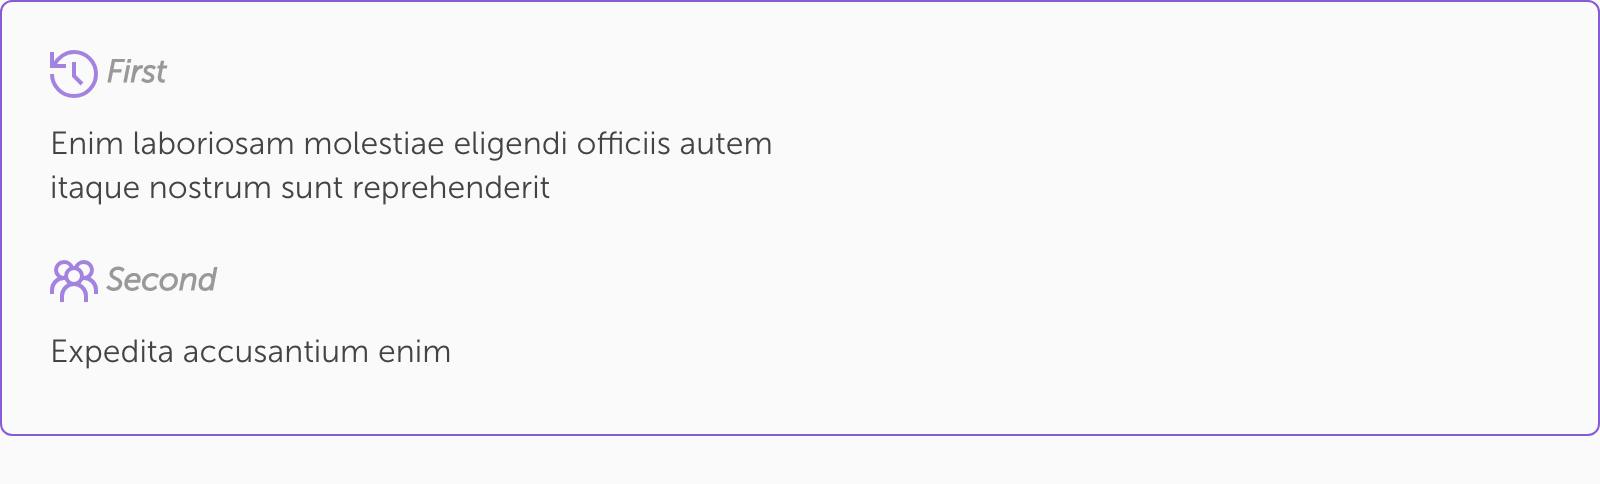 First
Enim laboriosam molestiae eligendi officiis autem
itaque nostrum sunt reprehenderit
Second
Expedita accusantium enim